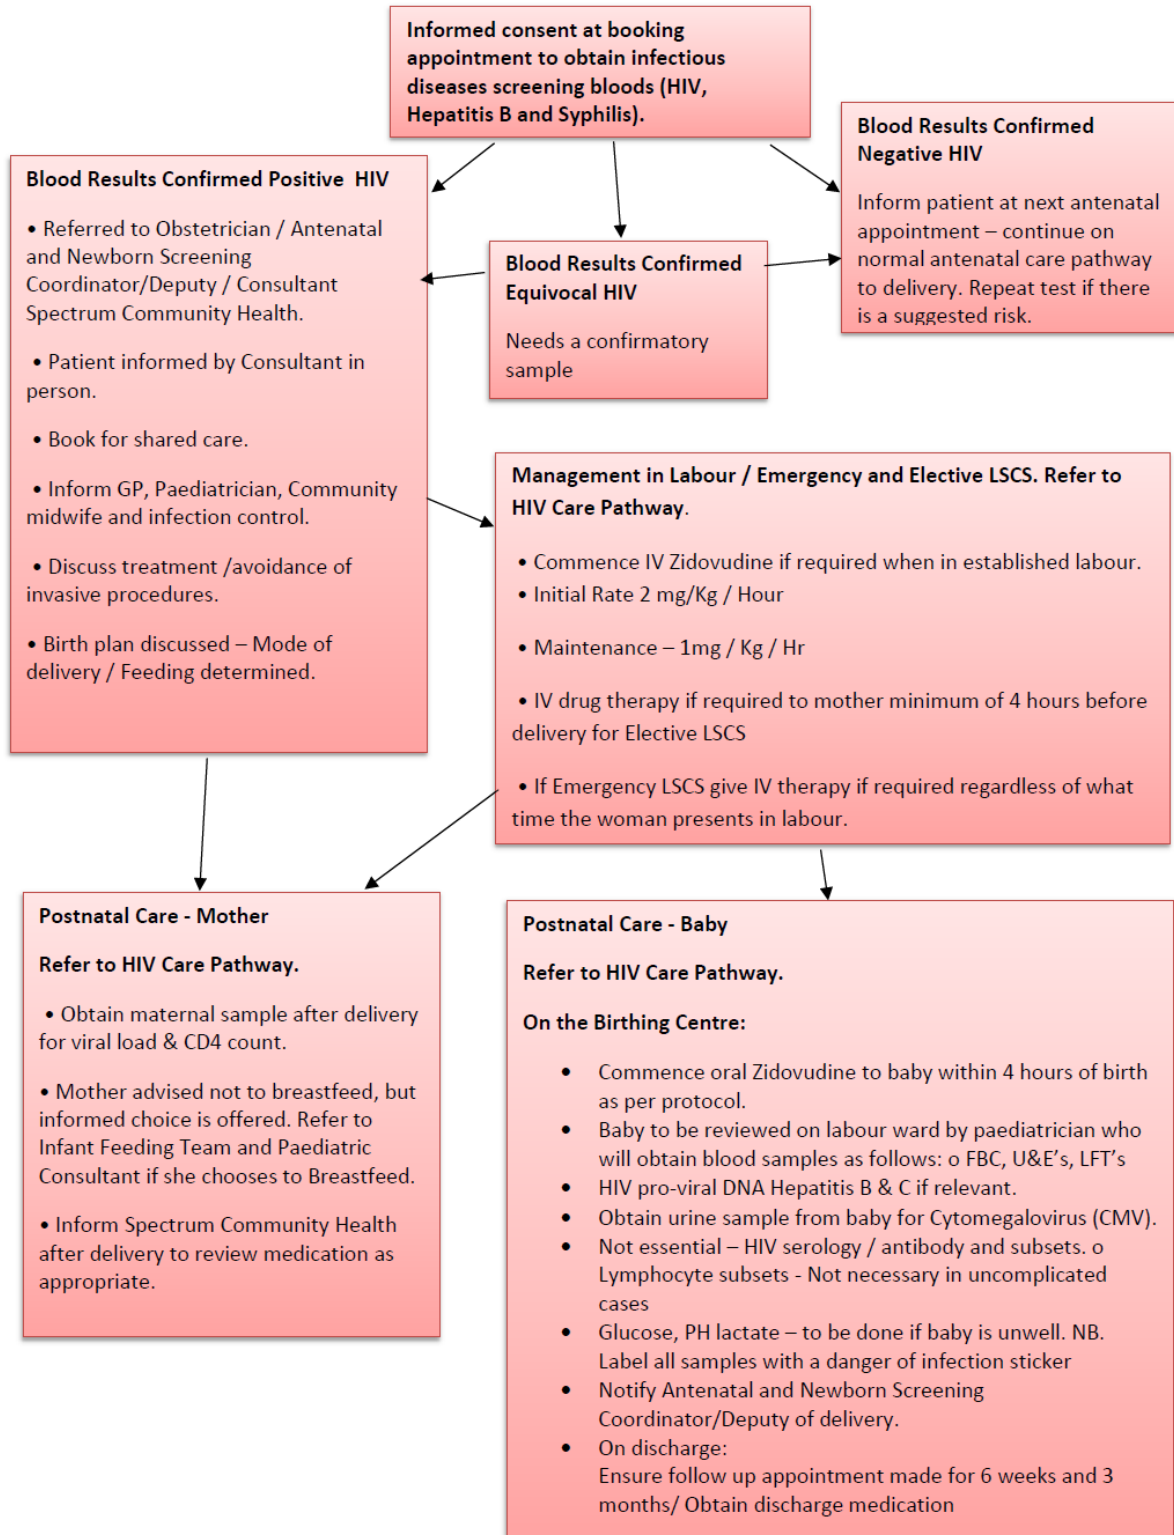 Informed consent at booking
appointment to obtain infectious
diseases screening bloods (HIV,
Hepatitis B and Syphilis).
Blood Results Confirmed
Negative HIV
Inform patient at next antenatal
appointment – continue on
normal antenatal care pathway
to delivery. Repeat test if there
is a suggested risk.
Blood Results Confirmed Positive  HIV
• Referred to Obstetrician / Antenatal
and Newborn Screening
Coordinator/Deputy / Consultant
Spectrum Community Health.
• Patient informed by Consultant in
person.
• Book for shared care.
• Inform GP, Paediatrician, Community
midwife and infection control.
• Discuss treatment /avoidance of
invasive procedures.
• Birth plan discussed – Mode of
delivery / Feeding determined.
Blood Results Confirmed
Equivocal HIV
Needs a confirmatory
sample
Management in Labour / Emergency and Elective LSCS. Refer to
HIV Care Pathway.
• Commence IV Zidovudine if required when in established labour.
• Initial Rate 2 mg/Kg / Hour
• Maintenance – 1mg / Kg / Hr
• IV drug therapy if required to mother minimum of 4 hours before
delivery for Elective LSCS
• If Emergency LSCS give IV therapy if required regardless of what
time the woman presents in labour.
Postnatal Care - Mother
Refer to HIV Care Pathway.
• Obtain maternal sample after delivery
for viral load & CD4 count.
• Mother advised not to breastfeed, but
informed choice is offered. Refer to
Infant Feeding Team and Paediatric
Consultant if she chooses to Breastfeed.
• Inform Spectrum Community Health
after delivery to review medication as
appropriate.
Postnatal Care - Baby
Refer to HIV Care Pathway.
On the Birthing Centre:
• Commence oral Zidovudine to baby within 4 hours of birth
as per protocol.
• Baby to be reviewed on labour ward by paediatrician who
will obtain blood samples as follows: o FBC, U&E's, LFT's
• HIV pro-viral DNA Hepatitis B & C if relevant.
• Obtain urine sample from baby for Cytomegalovirus (CMV).
• Not essential – HIV serology / antibody and subsets. o
Lymphocyte subsets - Not necessary in uncomplicated
cases
• Glucose, PH lactate – to be done if baby is unwell. NB.
Label all samples with a danger of infection sticker
• Notify Antenatal and Newborn Screening
Coordinator/Deputy of delivery.
• On discharge:
Ensure follow up appointment made for 6 weeks and 3
months/ Obtain discharge medication